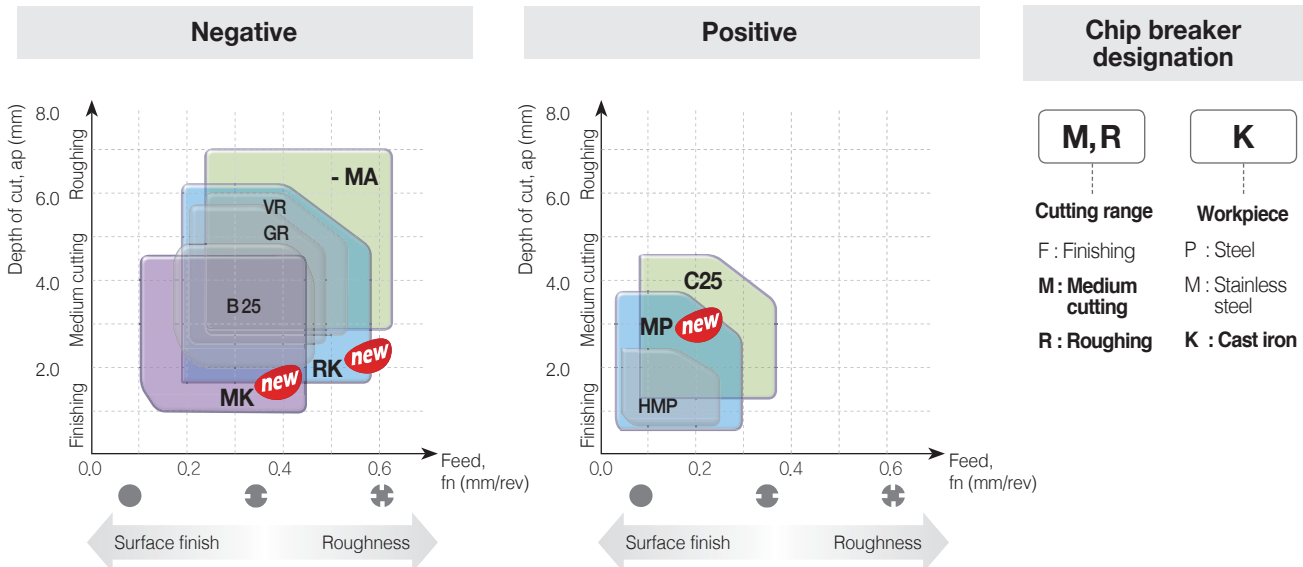 Negative
Depth of cut, ap (mm)
8.0
6.0
4.0
2.0
Roughing
Medium cutting
Finishing
- MA
VR
GR
B 25
RK
new
MK
new
0.0
0.2
0.4
0.6
Feed,
fn (mm/rev)
Surface finish
Roughness
Positive
Depth of cut, ap (mm)
8.0
6.0
4.0
2.0
Roughing
Medium cutting
Finishing
C25
MP
new
HMP
0.0
0.2
0.4
0.6
Feed,
fn (mm/rev)
Surface finish
Roughness
Chip breaker
designation
M,R
Cutting range
F : Finishing
M : Medium
cutting
R : Roughing
K
Workpiece
P : Steel
M : Stainless
steel
K : Cast iron